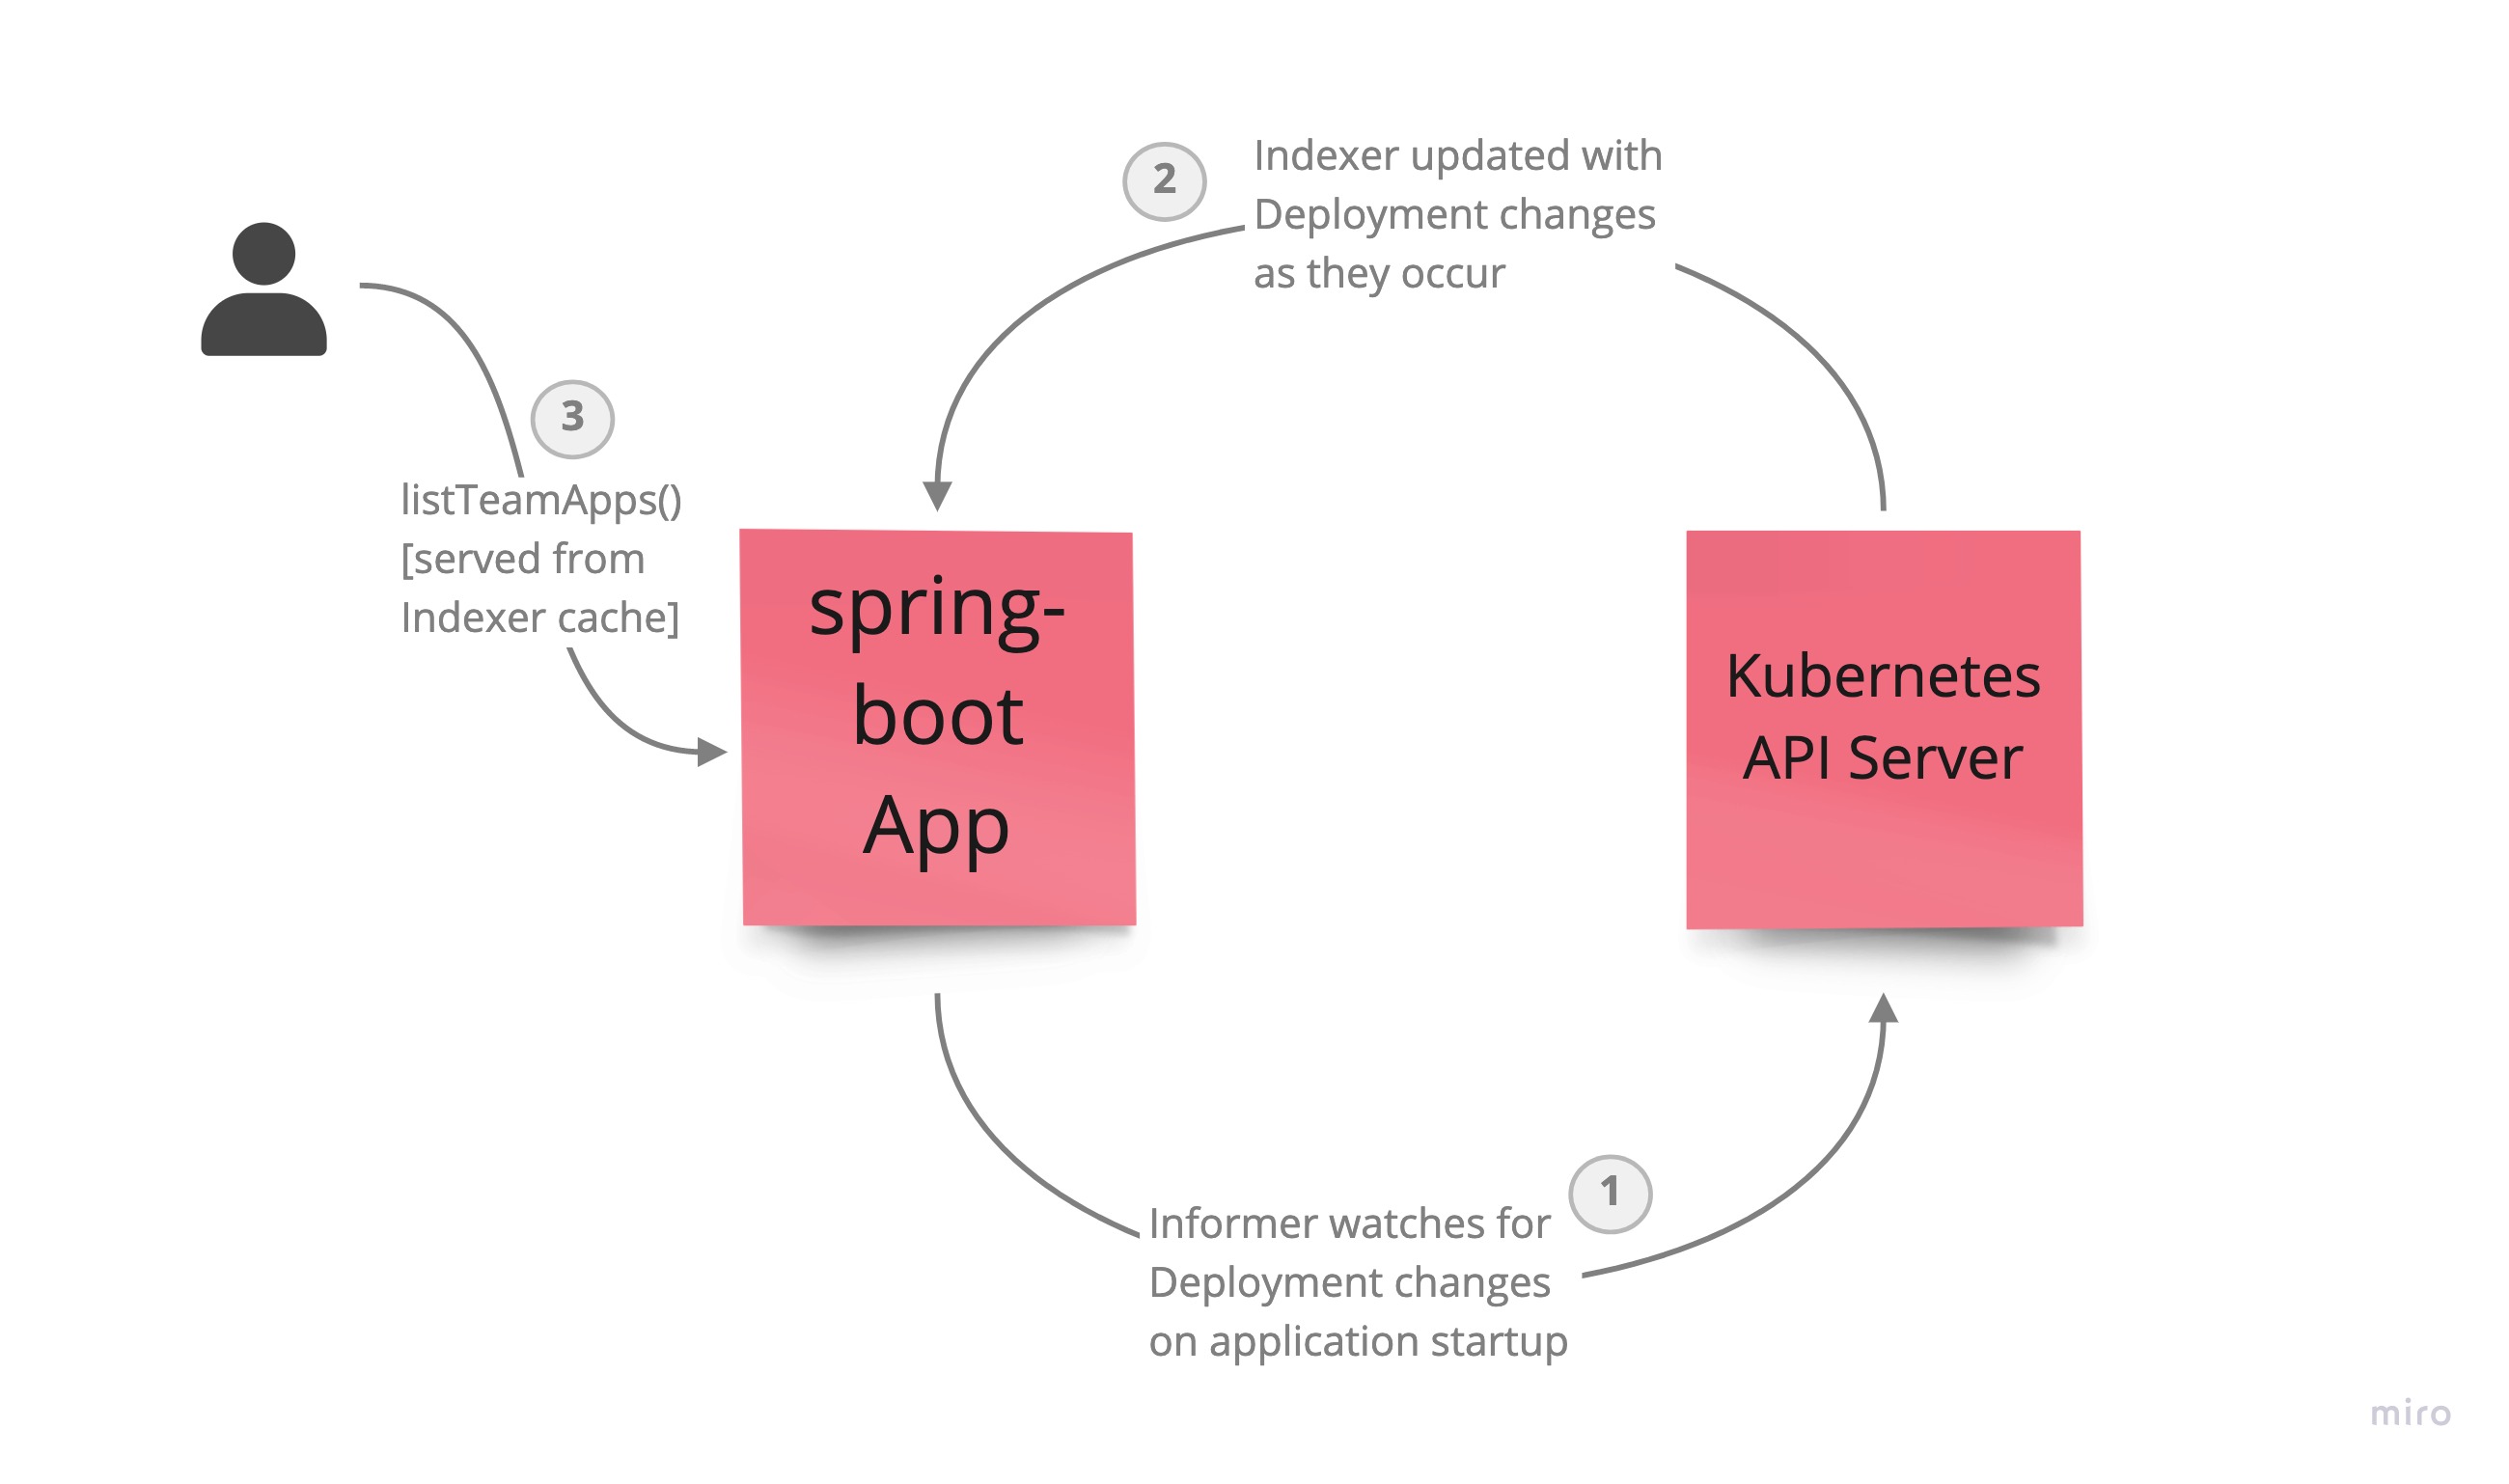 2
Indexer updated with
Deployment changes
as they occur
3
listTeamApps()
[served from
Indexer cache]
spring-
boot
App
Kubernetes
API Server
1
Informer watches for
Deployment changes
on application startup
miro